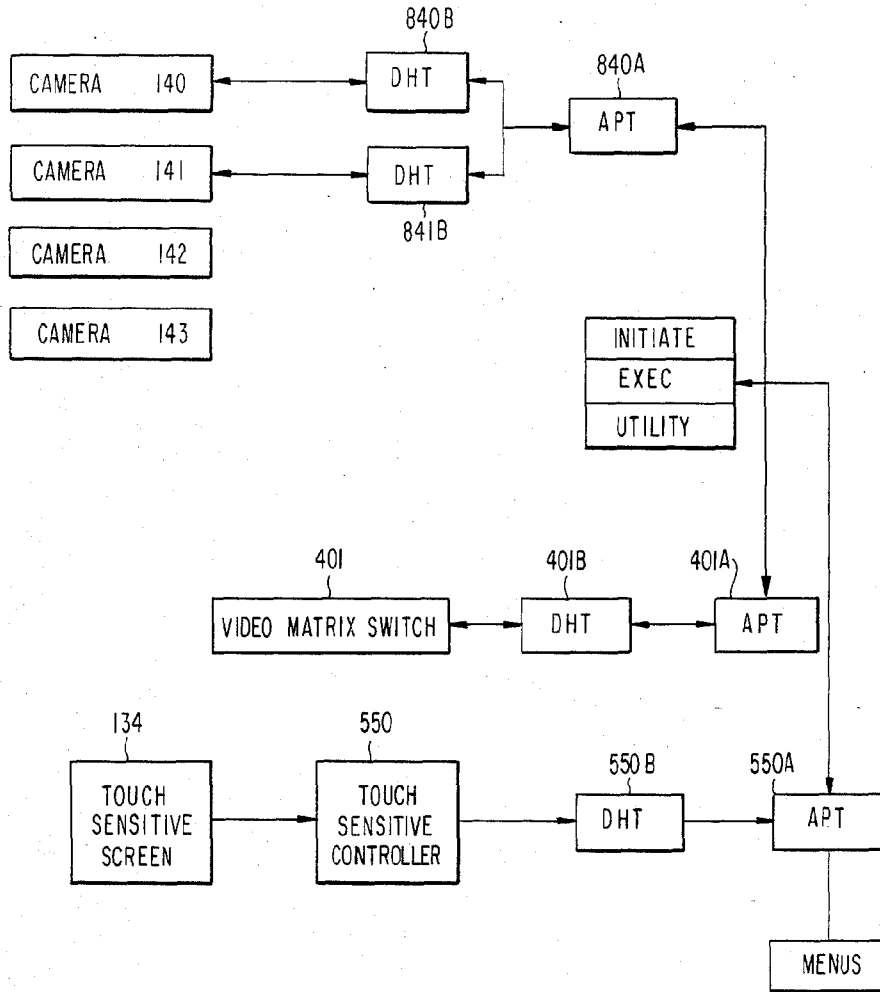 840B
CAMERA 140
DHT
840A
APT
CAMERA 141
DHT
841B
CAMERA 142
CAMERA 143
INITIATE
EXEC
UTILITY
401
401B
401A
VIDEO MATRIX SWITCH
DHT
APT
134
550
550B
550A
TOUCH
SENSITIVE
SCREEN
TOUCH
SENSITIVE
CONTROLLER
DHT
APT
MENUS